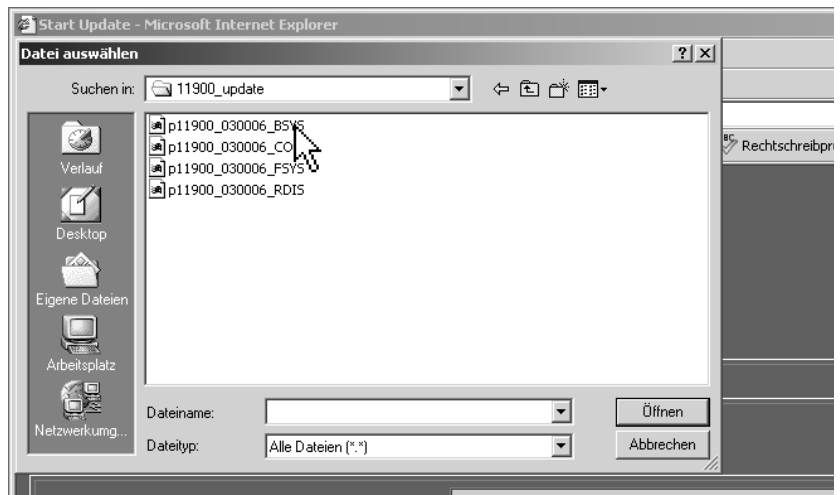 Start Update - Microsoft Internet Explorer
Datei auswählen
Suchen in: 11900_update
p11900_030006_BSYS
p11900_030006_CO
p11900_030006_FSYS
p11900_030006_RDIS
Rechtschreibpr
Verlauf
Desktop
Eigene Dateien
Arbeitsplatz
Netzwerkumg...
Dateiname:
Öffnen
Dateityp: Alle Dateien (*.*)
Abbrechen